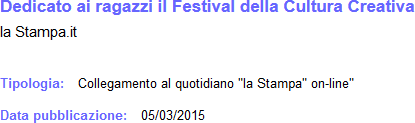 Dedicato ai ragazzi il Festival della Cultura Creativa
la Stampa.it
Tipologia: Collegamento al quotidiano "la Stampa" on-line"
Data pubblicazione: 05/03/2015